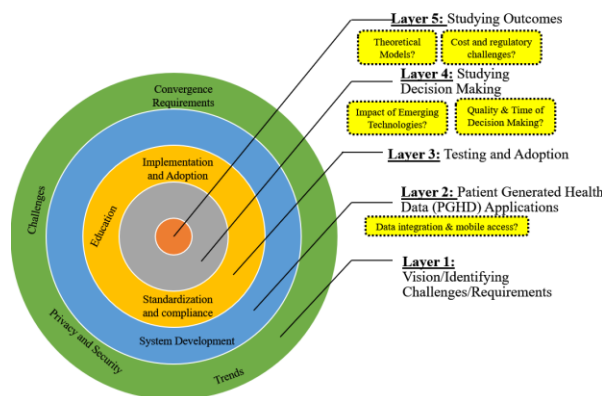 Layer 5: Studying Outcomes
Theoretical
Models?
Cost and regulatory
challenges?
Layer 4: Studying
Decision Making
Impact of Emerging
Technologies?
Quality & Time of
Decision Making?
Layer 3: Testing and Adoption
Layer 2: Patient Generated Health
Data (PGHD) Applications
Data integration & mobile access?
Layer 1:
Vision/Identifying
Challenges/Requirements
Convergence
Requirements
Challenges
Privacy and Security
Trends
System Development
Implementation
and Adoption
Education
Standardization
and compliance